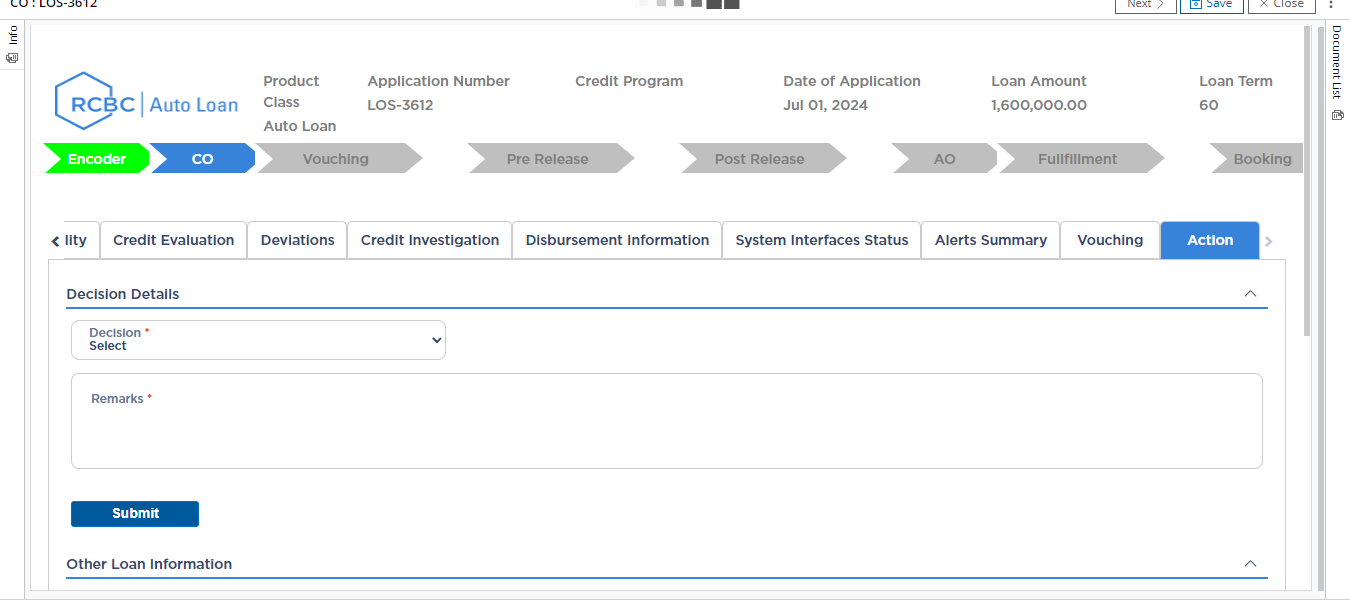 CO : LOS-3612
Next
Save
Close
Info
Document List
RCBC Auto Loan
Product Class
Auto Loan
Application Number
LOS-3612
Credit Program
Date of Application
Jul 01, 2024
Loan Amount
1,600,000.00
Loan Term
60
Encoder
CO
Vouching
Pre Release
Post Release
AO
Fullfillment
Booking
lity
Credit Evaluation
Deviations
Credit Investigation
Disbursement Information
System Interfaces Status
Alerts Summary
Vouching
Action
Decision Details
Decision *
Select
Remarks *
Submit
Other Loan Information